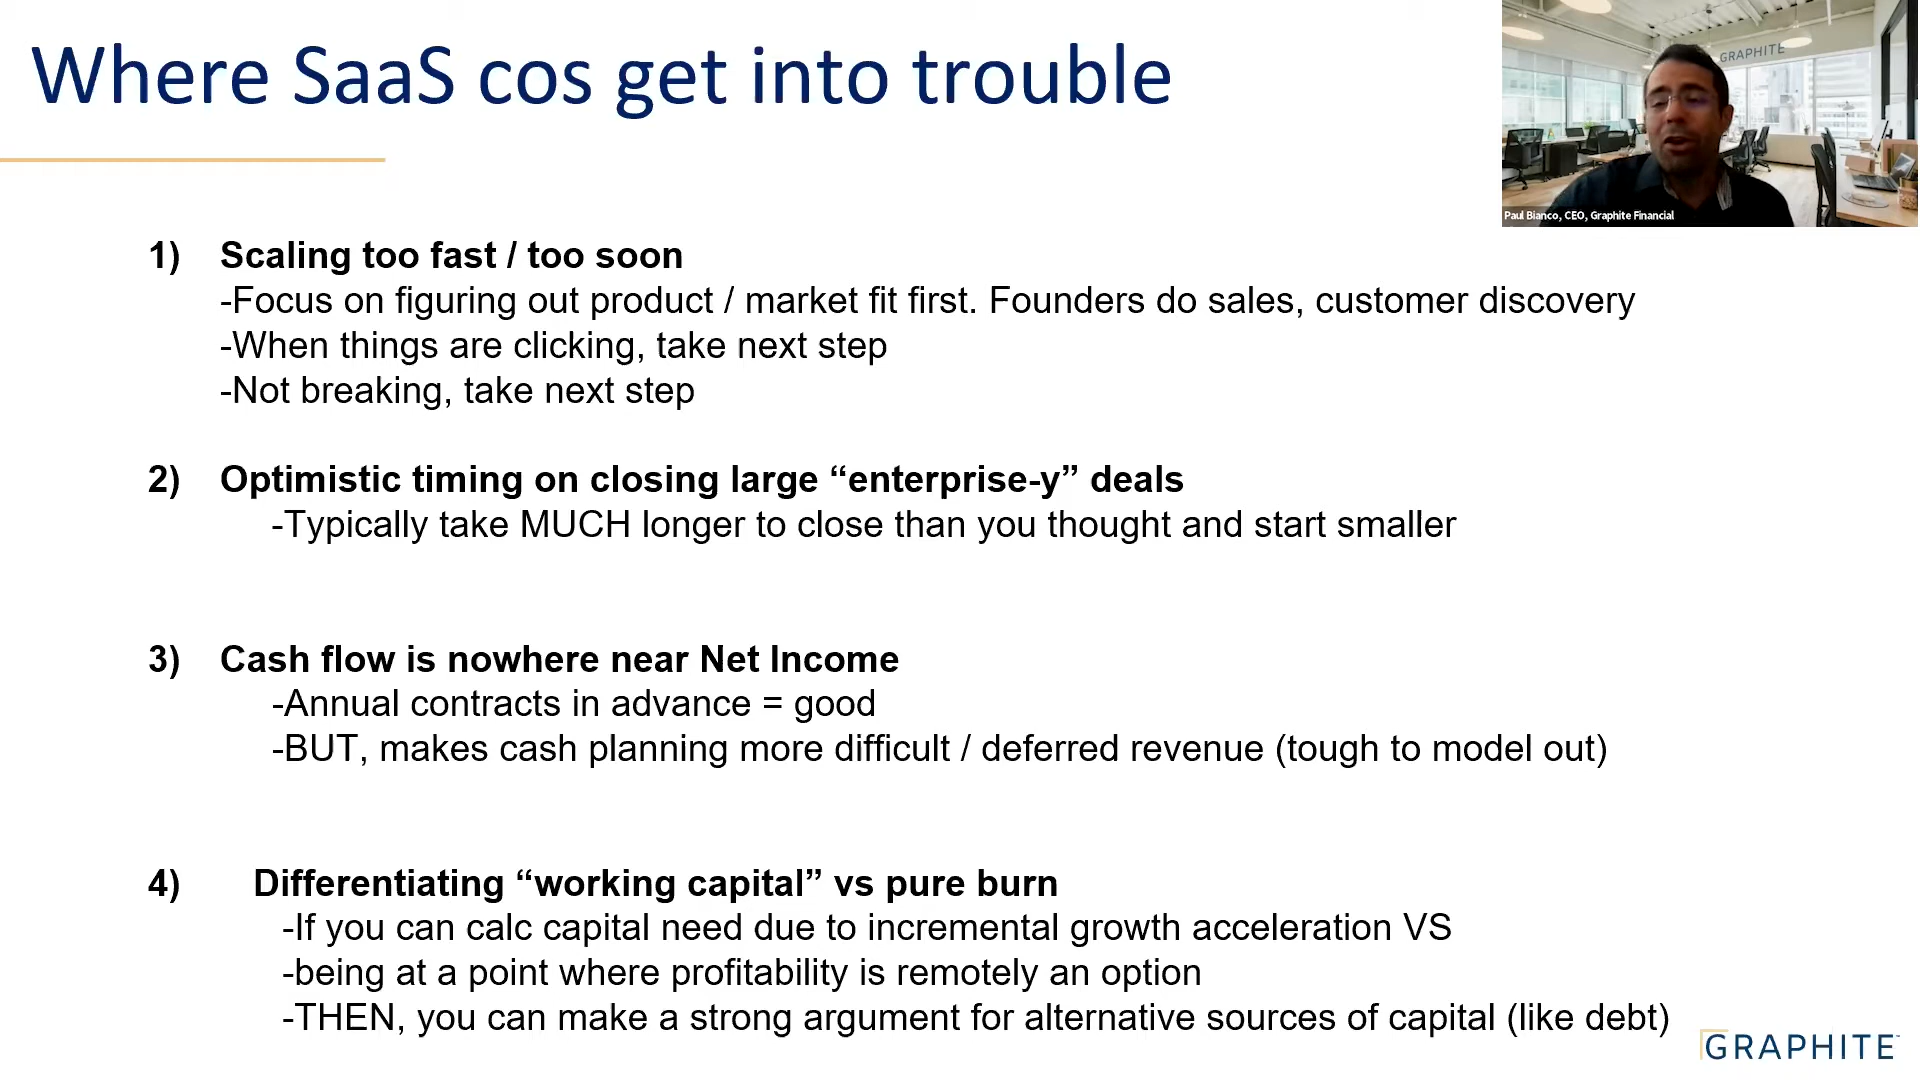 Where SaaS cos get into trouble
GRAPHITE
Paul Bianco, CEO, Graphite Financial
1) Scaling too fast / too soon
-Focus on figuring out product / market fit first. Founders do sales, customer discovery
-When things are clicking, take next step
-Not breaking, take next step
2) Optimistic timing on closing large “enterprise-y” deals
-Typically take MUCH longer to close than you thought and start smaller
3) Cash flow is nowhere near Net Income
-Annual contracts in advance = good
-BUT, makes cash planning more difficult / deferred revenue (tough to model out)
4) Differentiating “working capital” vs pure burn
-If you can calc capital need due to incremental growth acceleration VS
-being at a point where profitability is remotely an option
-THEN, you can make a strong argument for alternative sources of capital (like debt)
GRAPHITE